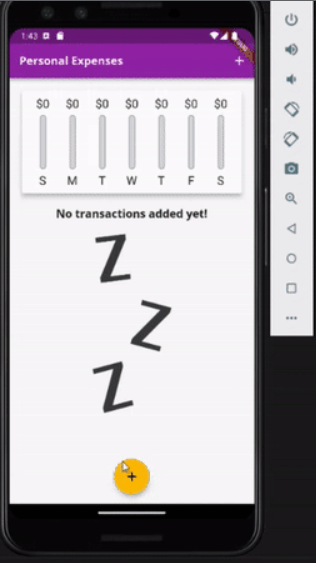 1:43
Personal Expenses +
$0 $0 $0 $0 $0 $0 $0
S M T W T F S
No transactions added yet!
Z
Z
Z
+